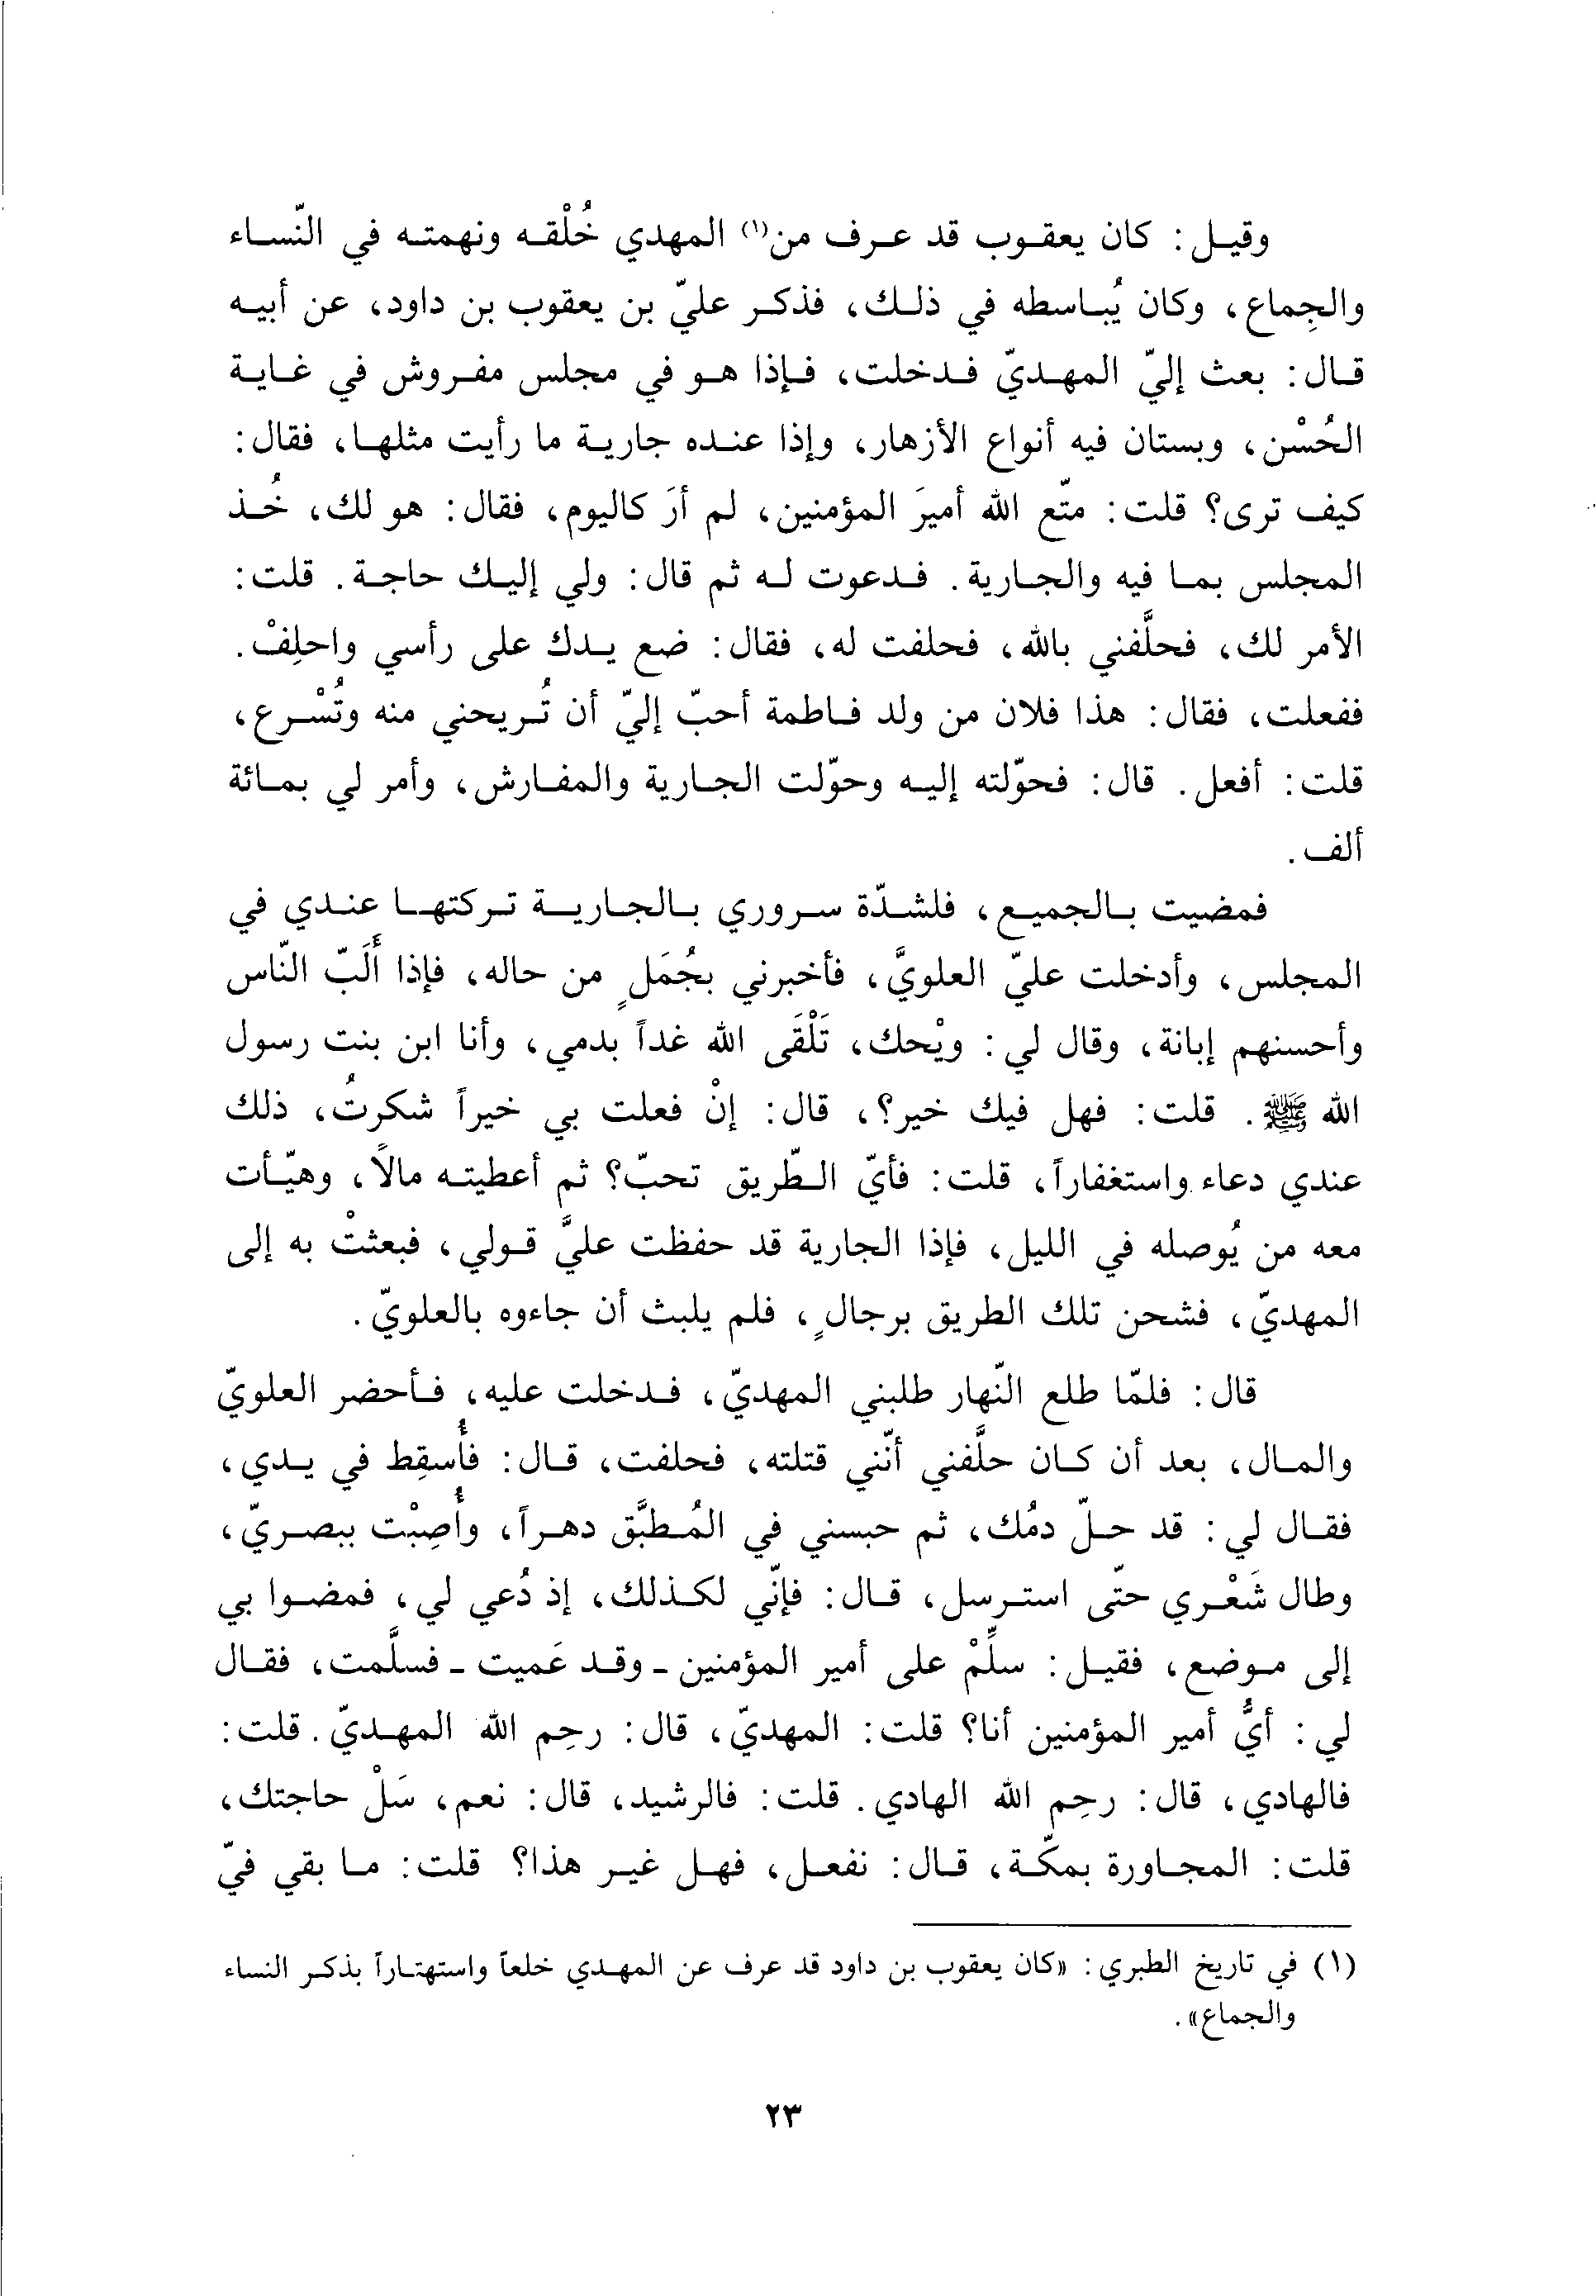 وقيل: كان يعقوب قد عرف من(١) المهدي خُلْقه ونهمته في النّساء
والجِماع، وكان يُباسطه في ذلك، فذكر عليّ بن يعقوب بن داود، عن أبيه
قال: بعث إليّ المهديّ فدخلت، فإذا هو في مجلس مفروش في غاية
الحُسْن، وبستان فيه أنواع الأزهار، وإذا عنده جارية ما رأيت مثلها، فقال:
كيف ترى؟ قلت: متّع الله أميرَ المؤمنين، لم أرَ كاليوم، فقال: هو لك، خُذ
المجلس بما فيه والجارية. فدعوت له ثم قال: ولي إليك حاجة. قلت:
الأمر لك، فحلَّفني بالله، فحلفت له، فقال: ضع يدك على رأسي واحلِفْ.
ففعلت، فقال: هذا فلان من ولد فاطمة أحبّ إليّ أن تُريحني منه وتُسْرع،
قلت: أفعل. قال: فحوّلته إليه وحوّلت الجارية والمفارش، وأمر لي بمائة
ألف.
فمضيت بالجميع، فلشدّة سروري بالجارية تركتها عندي في
المجلس، وأدخلت عليّ العلويَّ، فأخبرني بجُمَلٍ من حاله، فإذا أَلَبّ النّاس
وأحسنهم إبانة، وقال لي: ويْحك، تَلْقَى الله غداً بدمي، وأنا ابن بنت رسول
الله ﷺ. قلت: فهل فيك خير؟، قال: إنْ فعلت بي خيراً شكرتُ، ذلك
عندي دعاء واستغفاراً، قلت: فأيّ الطّريق تحبّ؟ ثم أعطيته مالاً، وهيّأت
معه من يُوصله في الليل، فإذا الجارية قد حفظت عليَّ قولي، فبعثتْ به إلى
المهديّ، فشحن تلك الطريق برجالٍ، فلم يلبث أن جاءوه بالعلويّ.
قال: فلمّا طلع النّهار طلبني المهديّ، فدخلت عليه، فأحضر العلويّ
والمال، بعد أن كان حلَّفني أنّني قتلته، فحلفت، قال: فأُسقِط في يدي،
فقال لي: قد حلّ دمُك، ثم حبسني في المُطبَّق دهراً، وأُصِبْت ببصريّ،
وطال شَعْري حتّى استرسل، قال: فإنّي لكذلك، إذ دُعي لي، فمضوا بي
إلى موضع، فقيل: سلِّمْ على أمير المؤمنين ـ وقد عَميت ـ فسلَّمت، فقال
لي: أيُّ أمير المؤمنين أنا؟ قلت: المهديّ، قال: رحِم الله المهديّ. قلت:
فالهادي، قال: رحِم الله الهادي. قلت: فالرشيد، قال: نعم، سَلْ حاجتك،
قلت: المجاورة بمكّة، قال: نفعل، فهل غير هذا؟ قلت: ما بقي فيّ
(١) في تاريخ الطبري: «كان يعقوب بن داود قد عرف عن المهدي خلعاً واستهتاراً بذكر النساء
والجماع».
٢٣